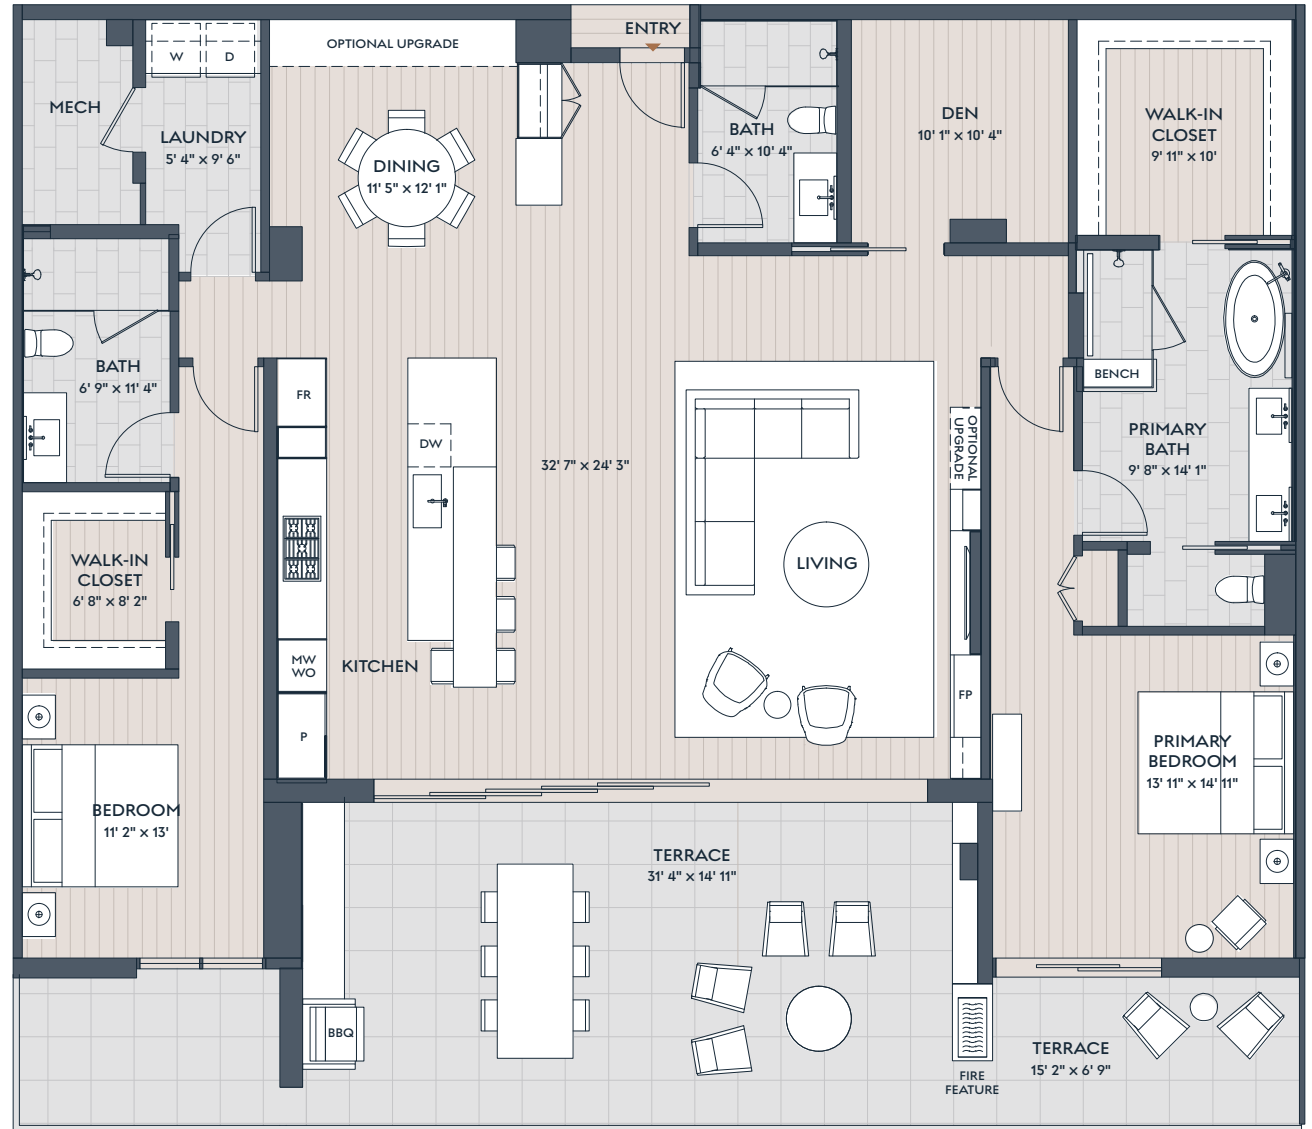 ENTRY
OPTIONAL UPGRADE
W
D
MECH
LAUNDRY
5' 4" x 9' 6"
DINING
11' 5" x 12' 1"
BATH
6' 4" x 10' 4"
DEN
10' 1" x 10' 4"
WALK-IN
CLOSET
9' 11" x 10'
BATH
6' 9" x 11' 4"
FR
DW
32' 7" x 24' 3"
OPTIONAL
UPGRADE
BENCH
PRIMARY
BATH
9' 8" x 14' 1"
WALK-IN
CLOSET
6' 8" x 8' 2"
LIVING
MW
WO
KITCHEN
P
FP
BEDROOM
11' 2" x 13'
PRIMARY
BEDROOM
13' 11" x 14' 11"
TERRACE
31' 4" x 14' 11"
BBQ
FIRE
FEATURE
TERRACE
15' 2" x 6' 9"